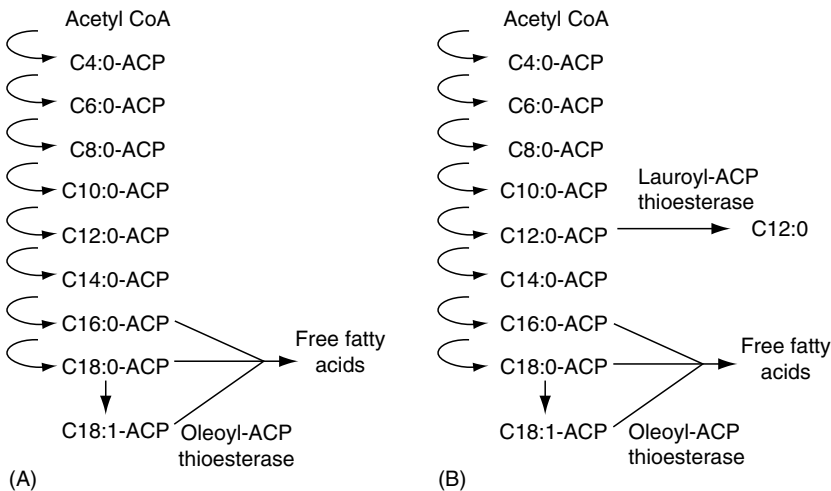 Acetyl CoA
C4:0-ACP
C6:0-ACP
C8:0-ACP
C10:0-ACP
C12:0-ACP
C14:0-ACP
C16:0-ACP
C18:0-ACP
Free fatty
acids
C18:1-ACP
Oleoyl-ACP
thioesterase
(A)
Acetyl CoA
C4:0-ACP
C6:0-ACP
C8:0-ACP
C10:0-ACP
Lauroyl-ACP
thioesterase
C12:0-ACP
C12:0
C14:0-ACP
C16:0-ACP
C18:0-ACP
Free fatty
acids
C18:1-ACP
Oleoyl-ACP
thioesterase
(B)